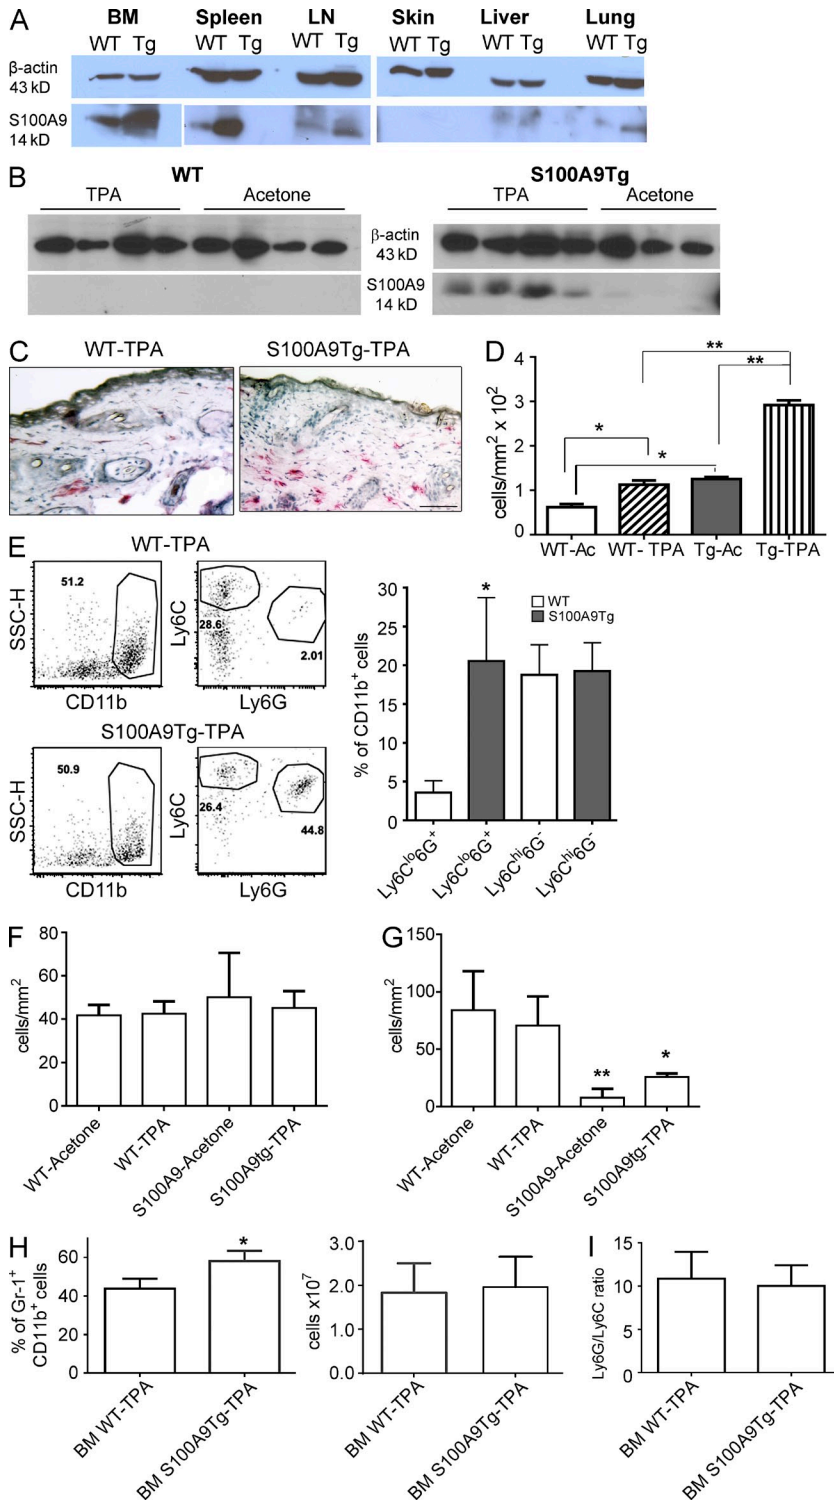 A
BM Spleen LN Skin Liver Lung
WT Tg WT Tg WT Tg WT Tg WT Tg WT Tg
β-actin
43 kD
S100A9
14 kD
B
WT S100A9Tg
TPA Acetone TPA Acetone
β-actin
43 kD
S100A9
14 kD
C
WT-TPA S100A9Tg-TPA
D
cells/mm² x 10²
4
3
2
1
0
** ** * *
WT-Ac WT- TPA Tg-Ac Tg-TPA
E
WT-TPA
SSC-H
51.2
CD11b
Ly6C
28.6
2.01
Ly6G
S100A9Tg-TPA
SSC-H
50.9
CD11b
Ly6C
26.4
44.8
Ly6G
% of CD11b⁺ cells
30
25
20
15
10
5
0
*
WT
S100A9Tg
Ly6Cˡᵒ6G⁺ Ly6Cˡᵒ6G⁺ Ly6Cʰⁱ6G⁻ Ly6Cʰⁱ6G⁻
F
cells/mm²
80
60
40
20
0
WT-Acetone WT-TPA S100A9-Acetone S100A9tg-TPA
G
cells/mm²
150
100
50
0
** *
WT-Acetone WT-TPA S100A9-Acetone S100A9tg-TPA
H
% of Gr-1⁺
CD11b⁺ cells
60
40
20
0
*
BM WT-TPA BM S100A9Tg-TPA
cells x10⁷
3.0
2.0
1.0
0.0
BM WT-TPA BM S100A9Tg-TPA
I
Ly6G/Ly6C ratio
15
10
5
0
BM WT-TPA BM S100A9Tg-TPA